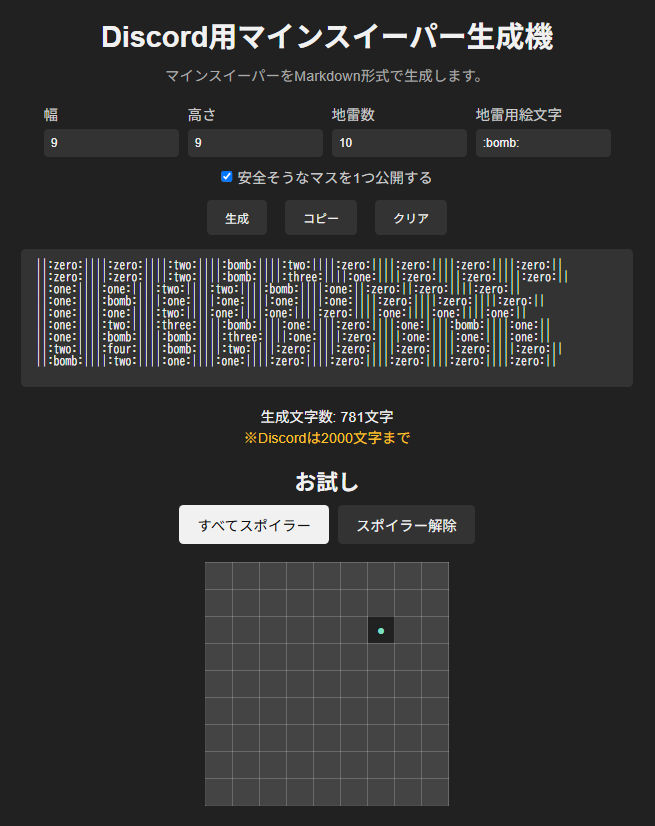 Discord用マインスイーパー生成機
マインスイーパーをMarkdown形式で生成します。
幅 高さ 地雷数 地雷用絵文字
9 9 10 :bomb:
安全そうなマスを1つ公開する
生成 コピー クリア
||:zero:||||:zero:||||:two:||||:bomb:||||:two:||||:zero:||||:zero:||||:zero:||||:zero:||
||:zero:||||:zero:||||:two:||||:bomb:||||:three:||||:one:||||:zero:||||:zero:||||:zero:||
||:one:||||:one:||||:two:||||:two:||||:bomb:||||:one:||:zero:||:zero:||||:zero:||
||:one:||||:bomb:||||:one:||||:one:||||:one:||||:one:||||:zero:||||:zero:||||:zero:||
||:one:||||:one:||||:two:||||:one:||||:one:||||:zero:||||:one:||||:one:||||:one:||
||:one:||||:two:||||:three:||||:bomb:||||:one:||||:zero:||||:one:||||:bomb:||||:one:||
||:one:||||:bomb:||||:bomb:||||:three:||||:one:||||:zero:||||:one:||||:one:||||:one:||
||:two:||||:four:||||:bomb:||||:two:||||:zero:||||:zero:||||:zero:||||:zero:||||:zero:||
||:bomb:||||:two:||||:one:||||:one:||||:zero:||||:zero:||||:zero:||||:zero:||||:zero:||
生成文字数: 781文字
※Discordは2000文字まで
お試し
すべてスポイラー スポイラー解除